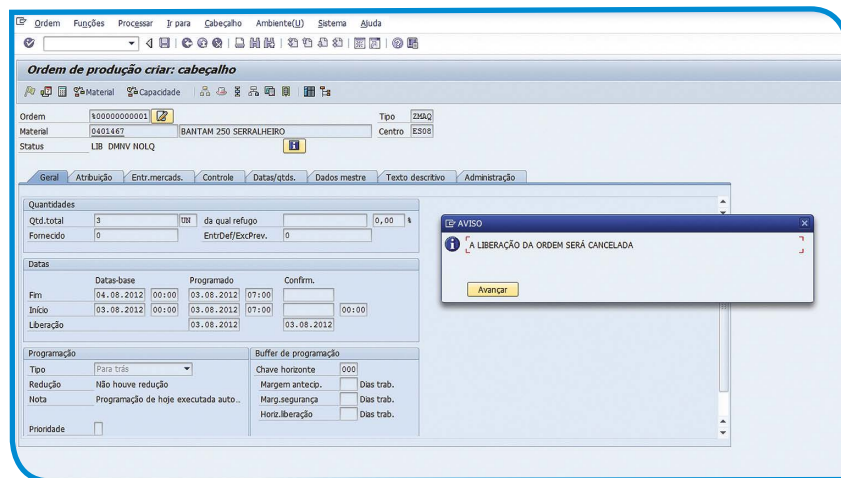 Ordem Funções Processar Ir para Cabeçalho Ambiente(U) Sistema Ajuda
Ordem de produção criar: cabeçalho
Material Capacidade
Ordem %00000000001 Tipo ZMAQ
Material 0401467 BANTAM 250 SERRALHEIRO Centro ES08
Status LIB DMNV NOLQ
Geral Atribuição Entr.mercads. Controle Datas/qtds. Dados mestre Texto descritivo Administração
Quantidades
Qtd.total 3 UN da qual refugo 0,00 %
Fornecido 0 EntrDef/ExcPrev. 0
AVISO
A LIBERAÇÃO DA ORDEM SERÁ CANCELADA
Avançar
Datas
Datas-base Programado Confirm.
Fim 04.08.2012 00:00 03.08.2012 07:00
Início 03.08.2012 00:00 03.08.2012 07:00 00:00
Liberação 03.08.2012 03.08.2012
Programação
Tipo Para trás
Redução Não houve redução
Nota Programação de hoje executada auto..
Prioridade
Buffer de programação
Chave horizonte 000
Margem antecip. Dias trab.
Marg.segurança Dias trab.
Horiz.liberação Dias trab.